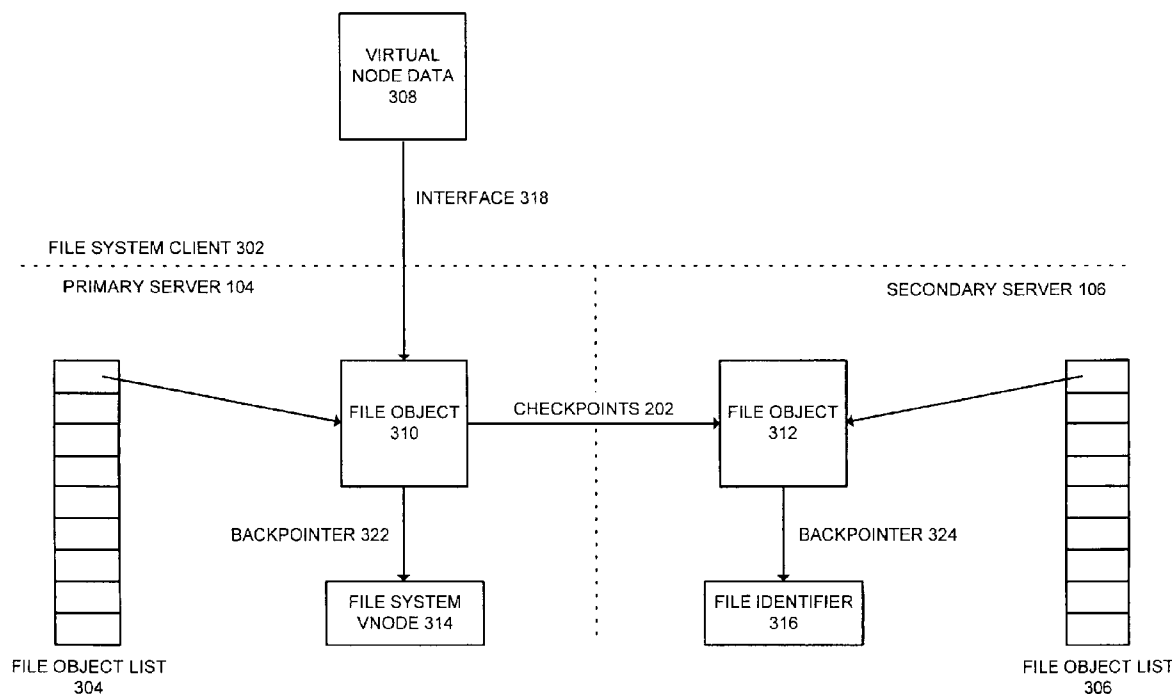 VIRTUAL
NODE DATA
308
INTERFACE 318
FILE SYSTEM CLIENT 302
PRIMARY SERVER 104
SECONDARY SERVER 106
FILE OBJECT
310
CHECKPOINTS 202
FILE OBJECT
312
BACKPOINTER 322
BACKPOINTER 324
FILE SYSTEM
VNODE 314
FILE IDENTIFIER
316
FILE OBJECT LIST
304
FILE OBJECT LIST
306